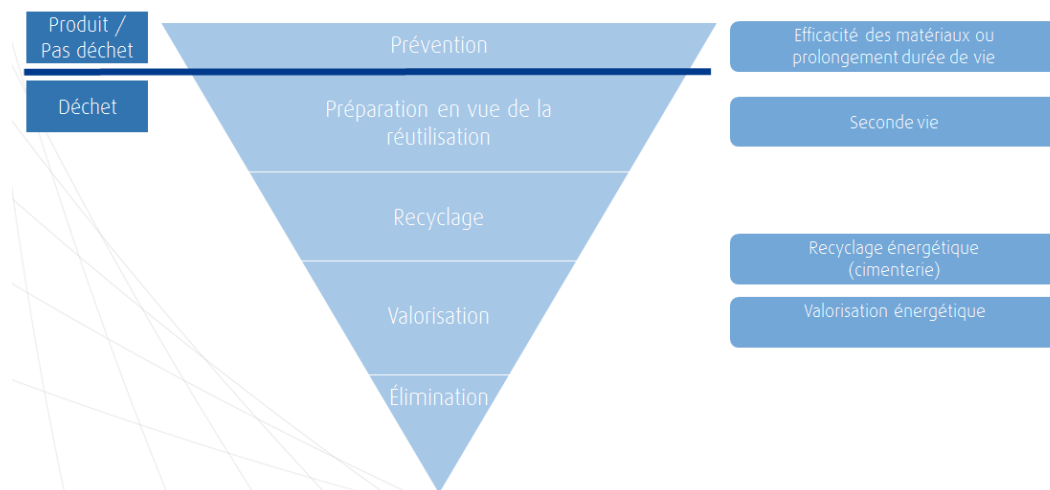 Produit /
Pas déchet
Prévention
Efficacité des matériaux ou
prolongement durée de vie
Déchet
Préparation en vue de la
réutilisation
Seconde vie
Recyclage
Recyclage énergétique
(cimenterie)
Valorisation
Valorisation énergétique
Élimination